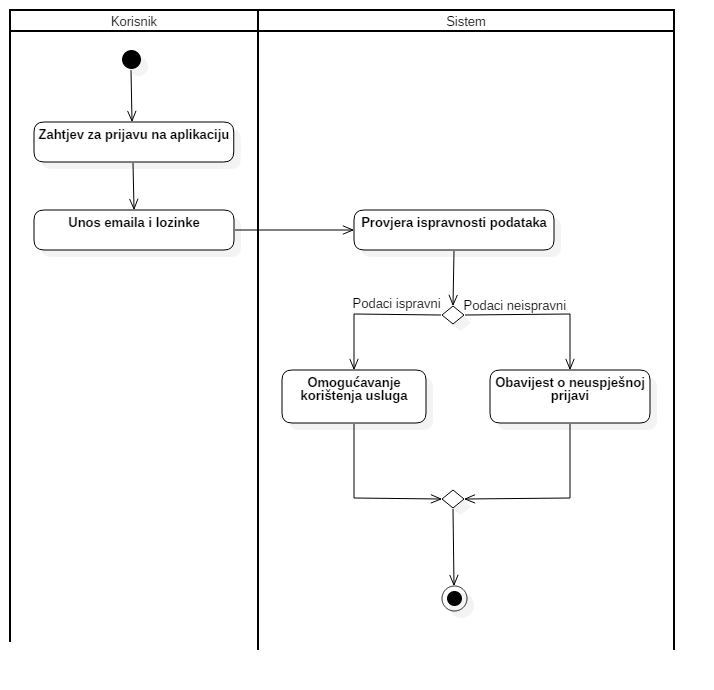 Korisnik
Sistem
Zahtjev za prijavu na aplikaciju
Unos emaila i lozinke
Provjera ispravnosti podataka
Podaci ispravni
Podaci neispravni
Omogućavanje
korištenja usluga
Obavijest o neuspješnoj
prijavi